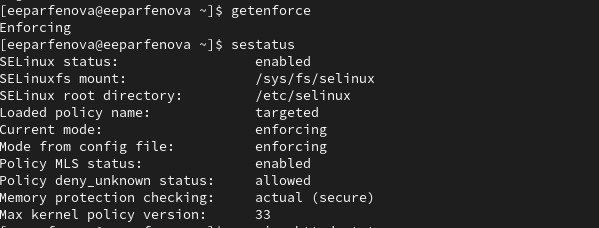 [eeparfenova@eeparfenova ~]$ getenforce
Enforcing
[eeparfenova@eeparfenova ~]$ sestatus
SELinux status:                 enabled
SELinuxfs mount:                /sys/fs/selinux
SELinux root directory:         /etc/selinux
Loaded policy name:             targeted
Current mode:                   enforcing
Mode from config file:          enforcing
Policy MLS status:              enabled
Policy deny_unknown status:     allowed
Memory protection checking:     actual (secure)
Max kernel policy version:      33